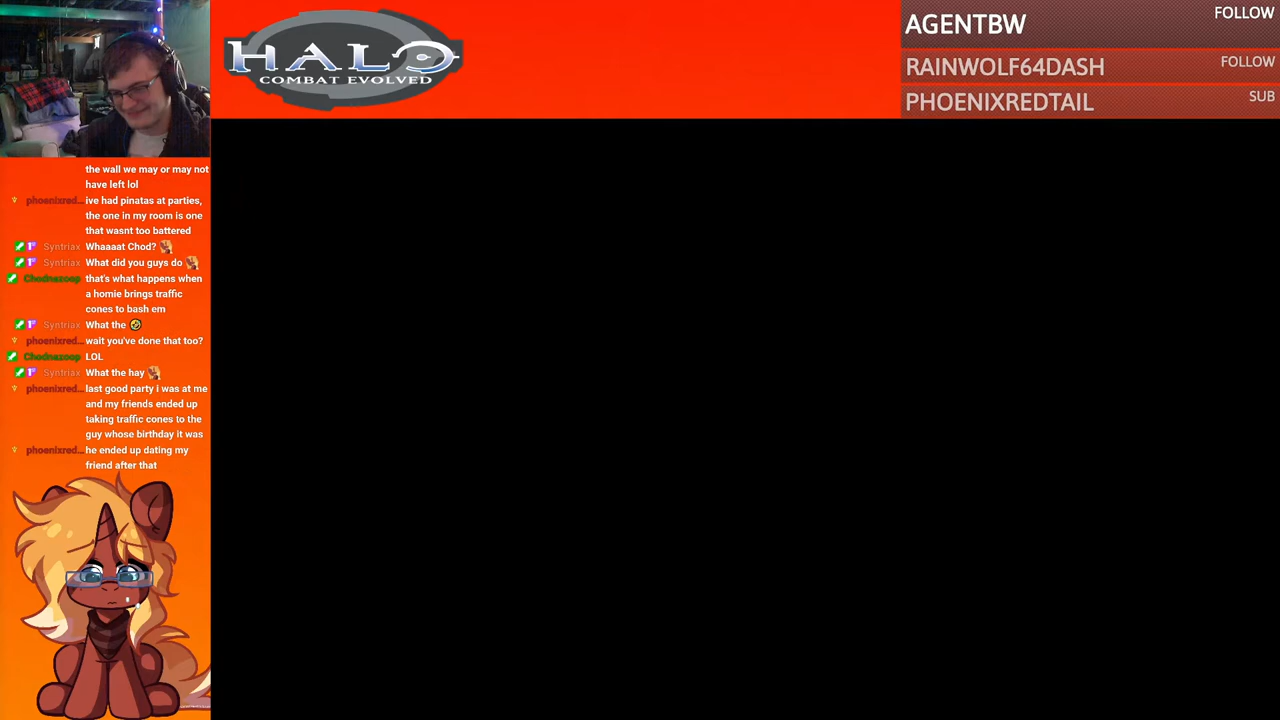 HALO
COMBAT EVOLVED
AGENTBW
FOLLOW
RAINWOLF64DASH
FOLLOW
PHOENIXREDTAIL
SUB
the wall we may or may not
have left lol
phoenixred... ive had pinatas at parties,
the one in my room is one
that wasnt too battered
Syntriax Whaaaat Chod?
Syntriax What did you guys do
Chodnazoop that's what happens when
a homie brings traffic
cones to bash em
Syntriax What the
phoenixred... wait you've done that too?
Chodnazoop LOL
Syntriax What the hay
phoenixred... last good party i was at me
and my friends ended up
taking traffic cones to the
guy whose birthday it was
phoenixred... he ended up dating my
friend after that